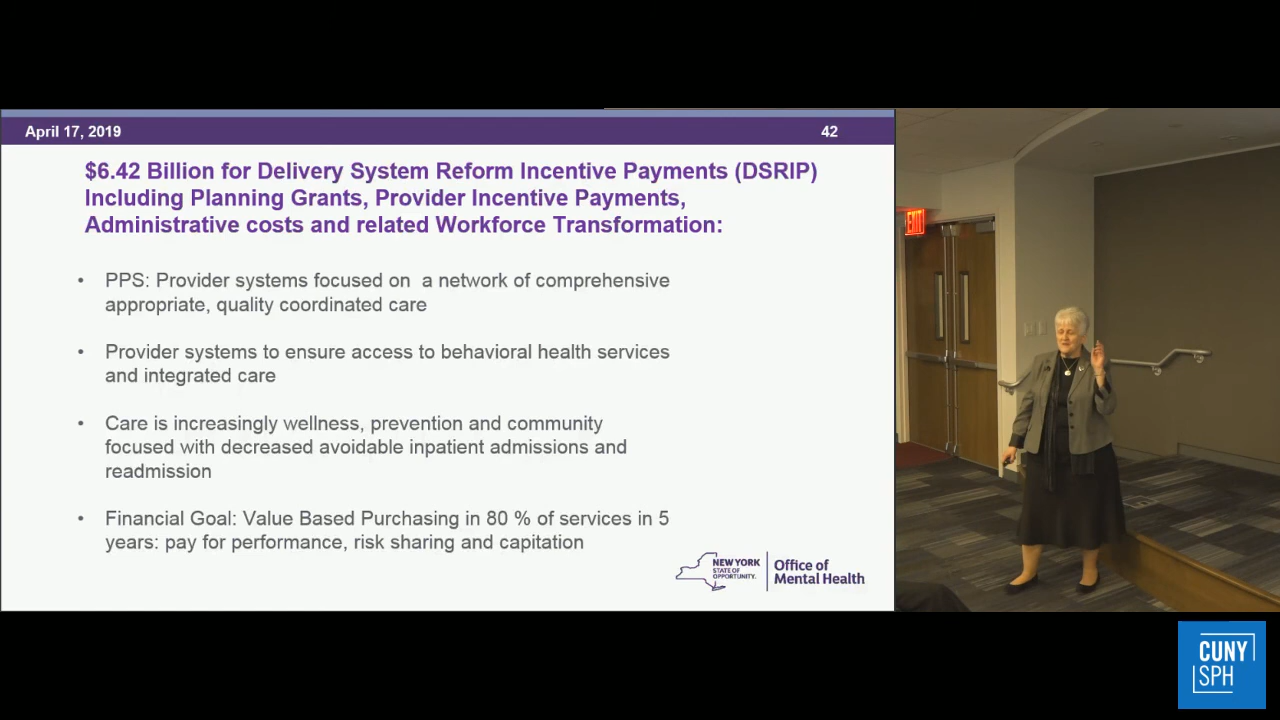 April 17, 2019
42
$6.42 Billion for Delivery System Reform Incentive Payments (DSRIP)
Including Planning Grants, Provider Incentive Payments,
Administrative costs and related Workforce Transformation:
• PPS: Provider systems focused on a network of comprehensive
appropriate, quality coordinated care
• Provider systems to ensure access to behavioral health services
and integrated care
• Care is increasingly wellness, prevention and community
focused with decreased avoidable inpatient admissions and
readmission
• Financial Goal: Value Based Purchasing in 80 % of services in 5
years: pay for performance, risk sharing and capitation
NEW YORK
STATE OF
OPPORTUNITY.
Office of
Mental Health
EXIT
CUNY
SPH